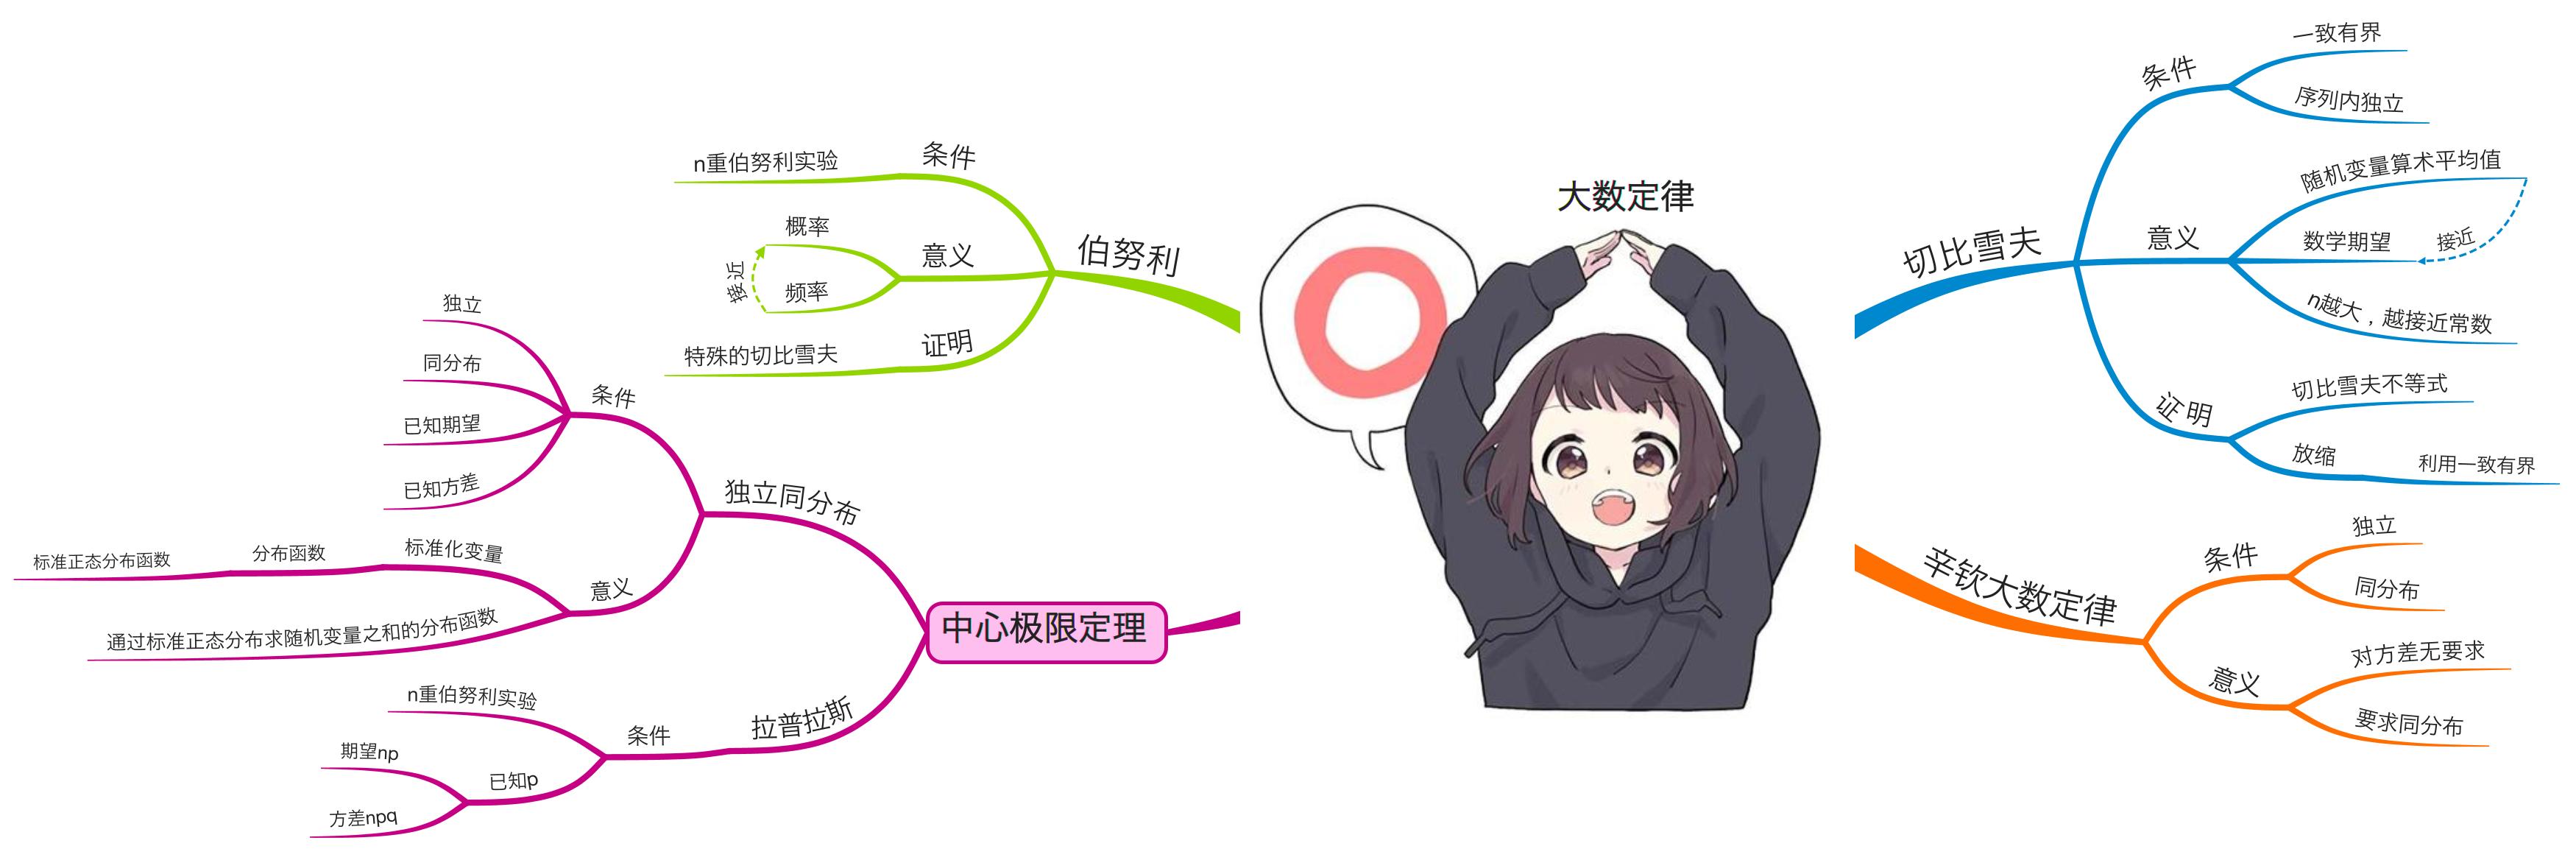 大数定律
伯努利
条件
n重伯努利实验
意义
概率
接近
频率
证明
特殊的切比雪夫
中心极限定理
独立同分布
条件
独立
同分布
已知期望
已知方差
意义
标准化变量
分布函数
标准正态分布函数
通过标准正态分布求随机变量之和的分布函数
拉普拉斯
条件
n重伯努利实验
已知p
期望np
方差npq
切比雪夫
条件
一致有界
序列内独立
意义
随机变量算术平均值
数学期望
接近
n越大，越接近常数
证明
切比雪夫不等式
放缩
利用一致有界
辛钦大数定律
条件
独立
同分布
意义
对方差无要求
要求同分布